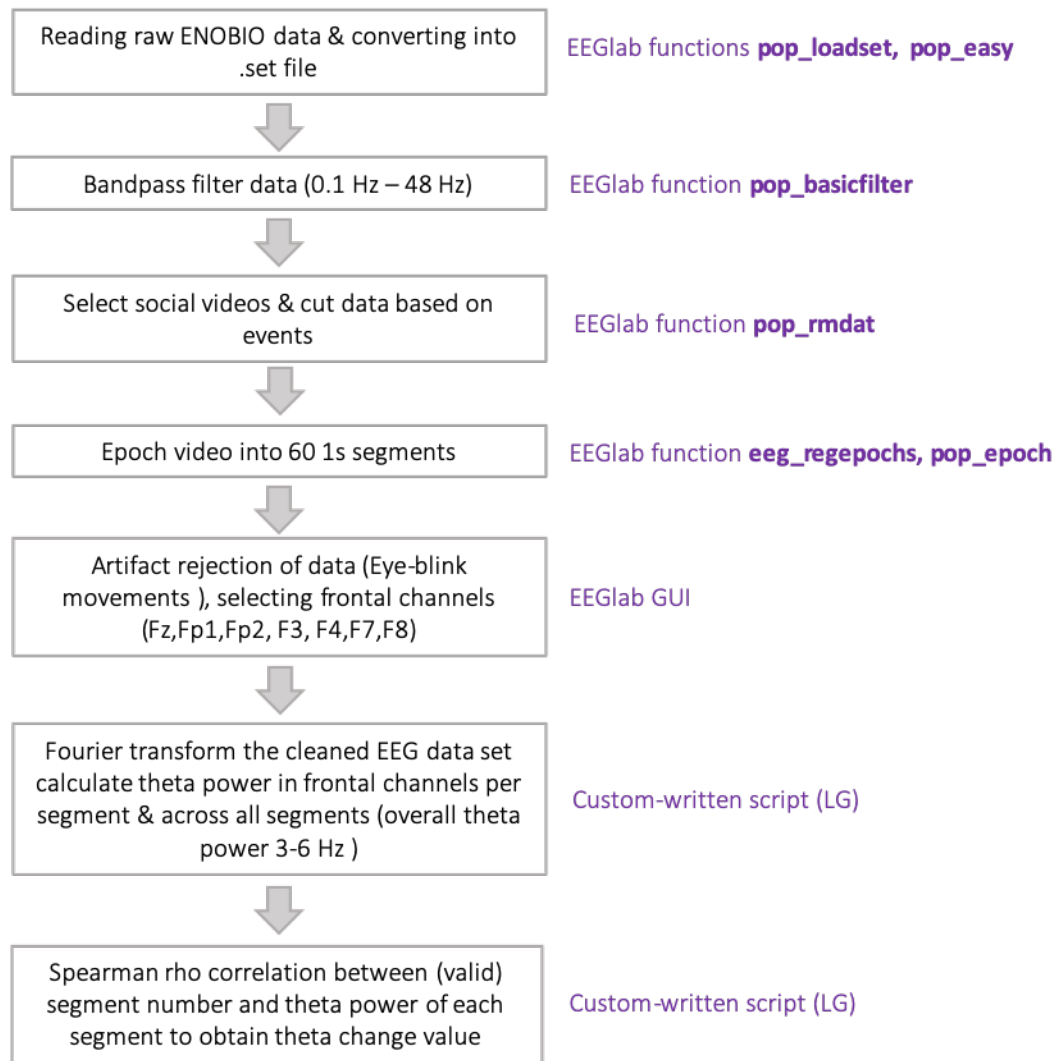 Reading raw ENOBIO data & converting into
.set file
EEGlab functions pop_loadset, pop_easy
Bandpass filter data (0.1 Hz – 48 Hz)
EEGlab function pop_basicfilter
Select social videos & cut data based on
events
EEGlab function pop_rmdat
Epoch video into 60 1s segments
EEGlab function eeg_regepochs, pop_epoch
Artifact rejection of data (Eye-blink
movements ), selecting frontal channels
(Fz,Fp1,Fp2, F3, F4,F7,F8)
EEGlab GUI
Fourier transform the cleaned EEG data set
calculate theta power in frontal channels per
segment & across all segments (overall theta
power 3-6 Hz )
Custom-written script (LG)
Spearman rho correlation between (valid)
segment number and theta power of each
segment to obtain theta change value
Custom-written script (LG)